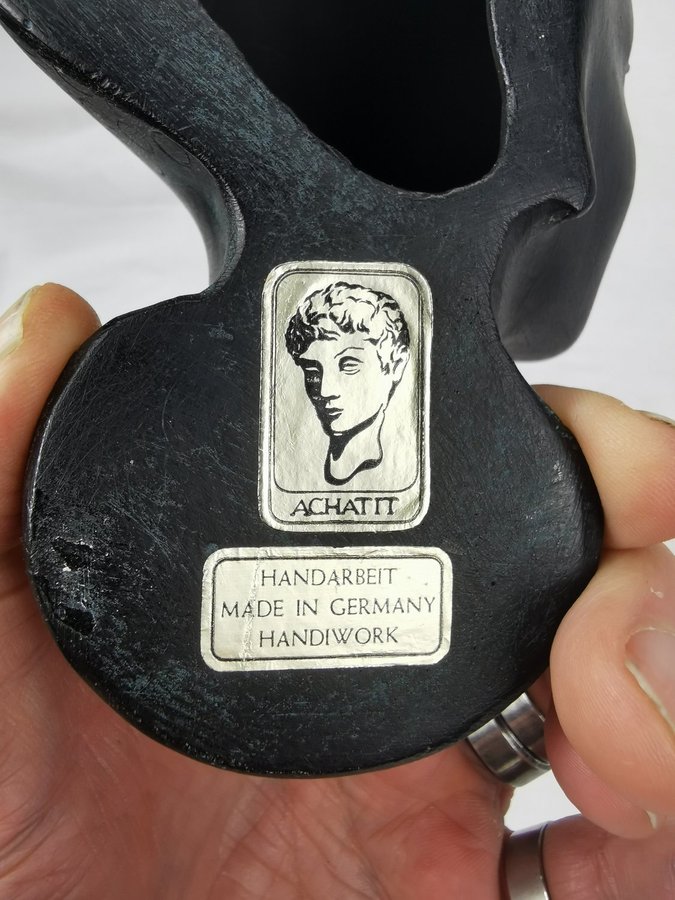 ACHATIT
HANDARBEIT
MADE IN GERMANY
HANDIWORK